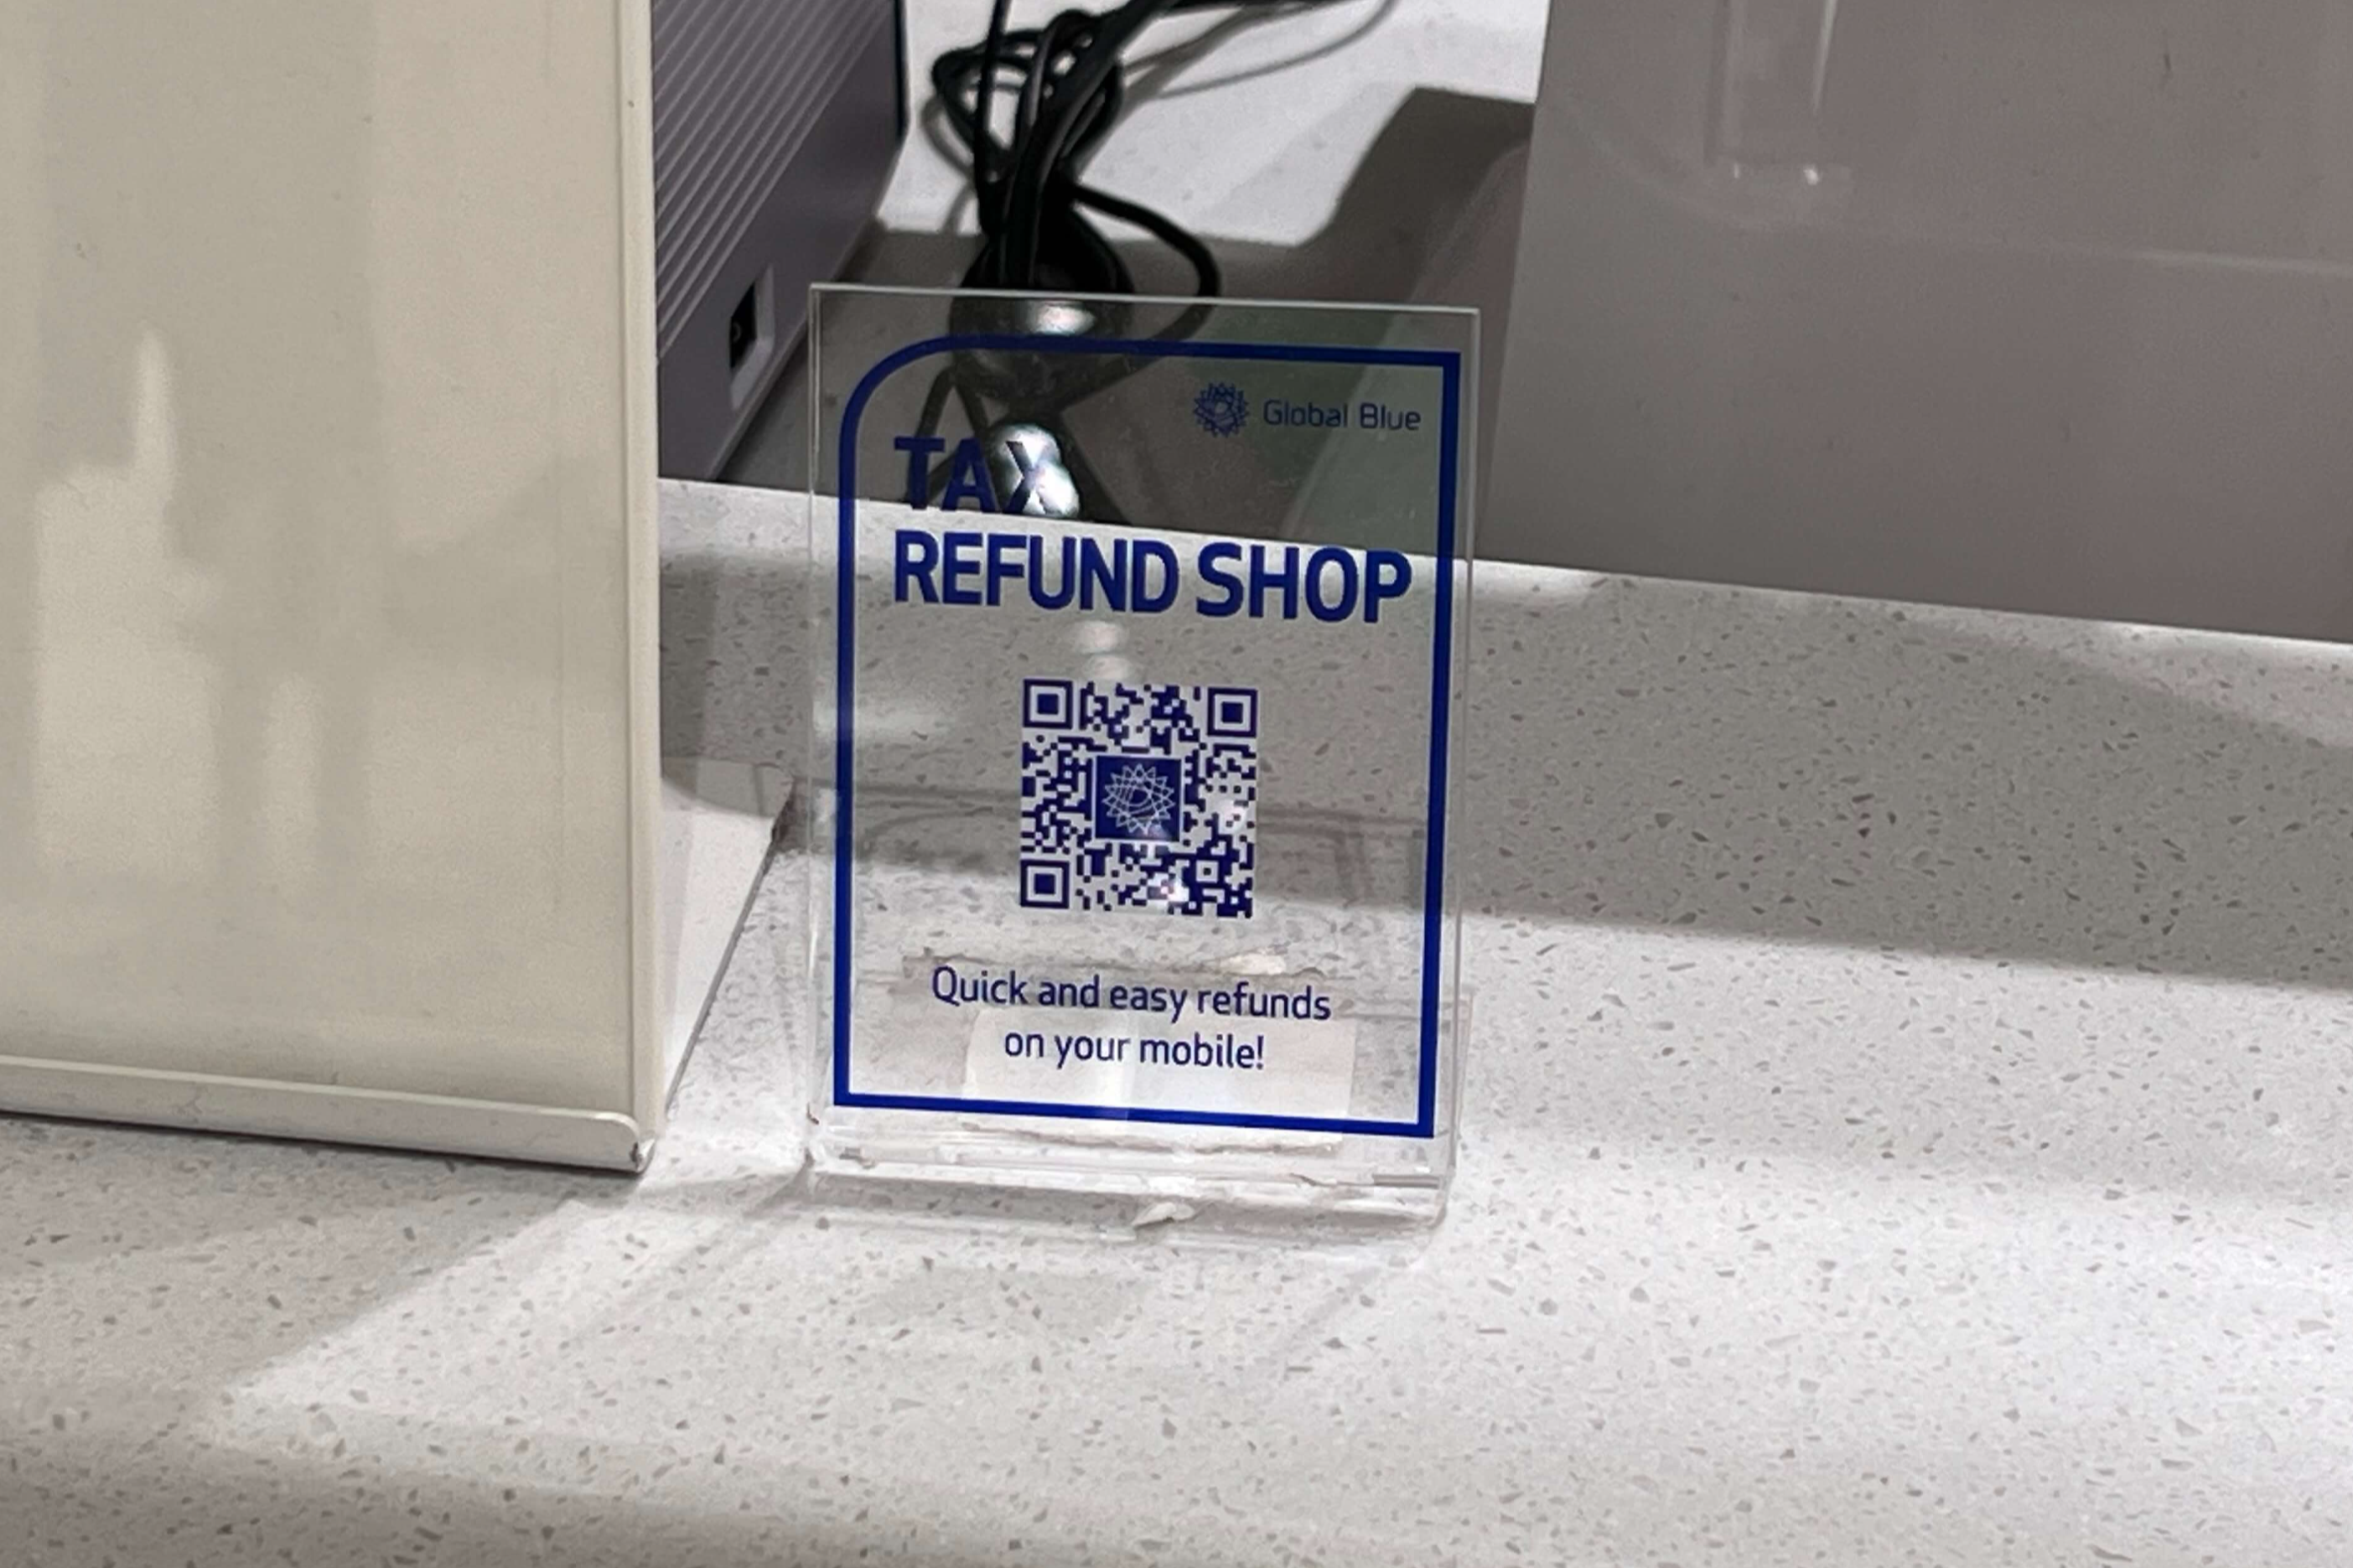 Global Blue
TAX
REFUND SHOP
Quick and easy refunds
on your mobile!